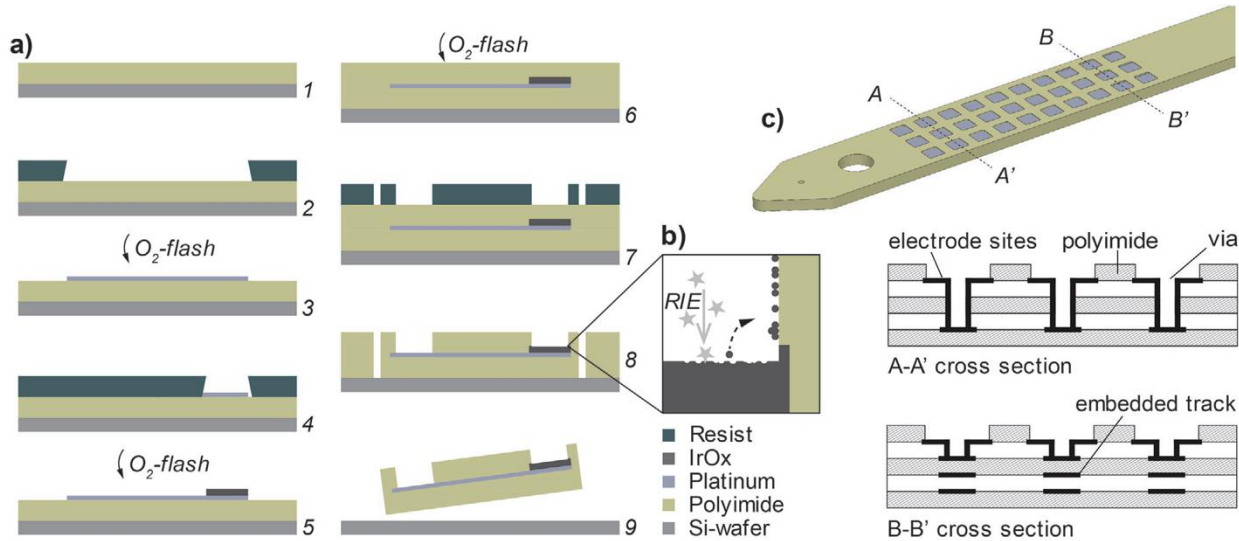 a)
O₂-flash
1
2
O₂-flash
3
4
O₂-flash
5
6
7
8
9
b)
RIE
Resist
IrOx
Platinum
Polyimide
Si-wafer
c)
A
A'
B
B'
electrode sites
polyimide
via
A-A' cross section
embedded track
B-B' cross section